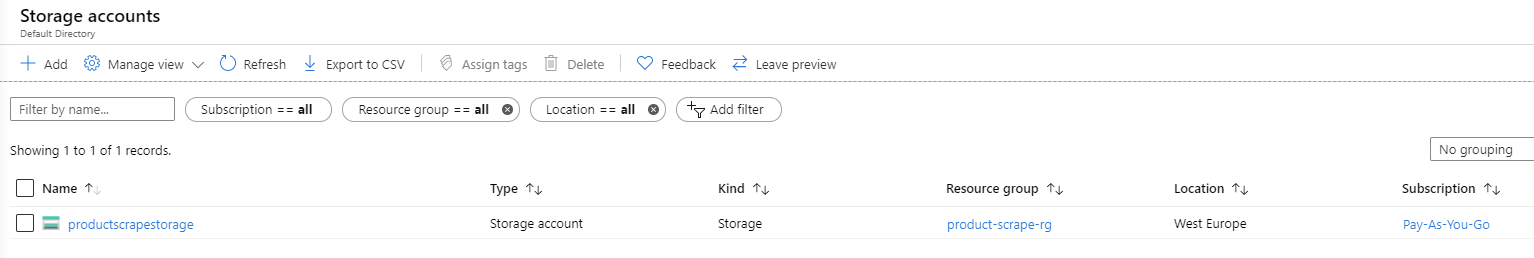 Storage accounts
Default Directory
Add Manage view Refresh Export to CSV Assign tags Delete Feedback Leave preview
Filter by name... Subscription == all Resource group == all Location == all Add filter
Showing 1 to 1 of 1 records. No grouping
Name Type Kind Resource group Location Subscription
productscrapestorage Storage account Storage product-scrape-rg West Europe Pay-As-You-Go